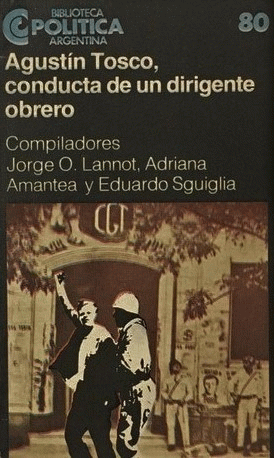 BIBLIOTECA
POLITICA
ARGENTINA
80
Agustín Tosco,
conducta de un dirigente
obrero
Compiladores
Jorge O. Lannot, Adriana
Amantea y Eduardo Sguiglia
CGT